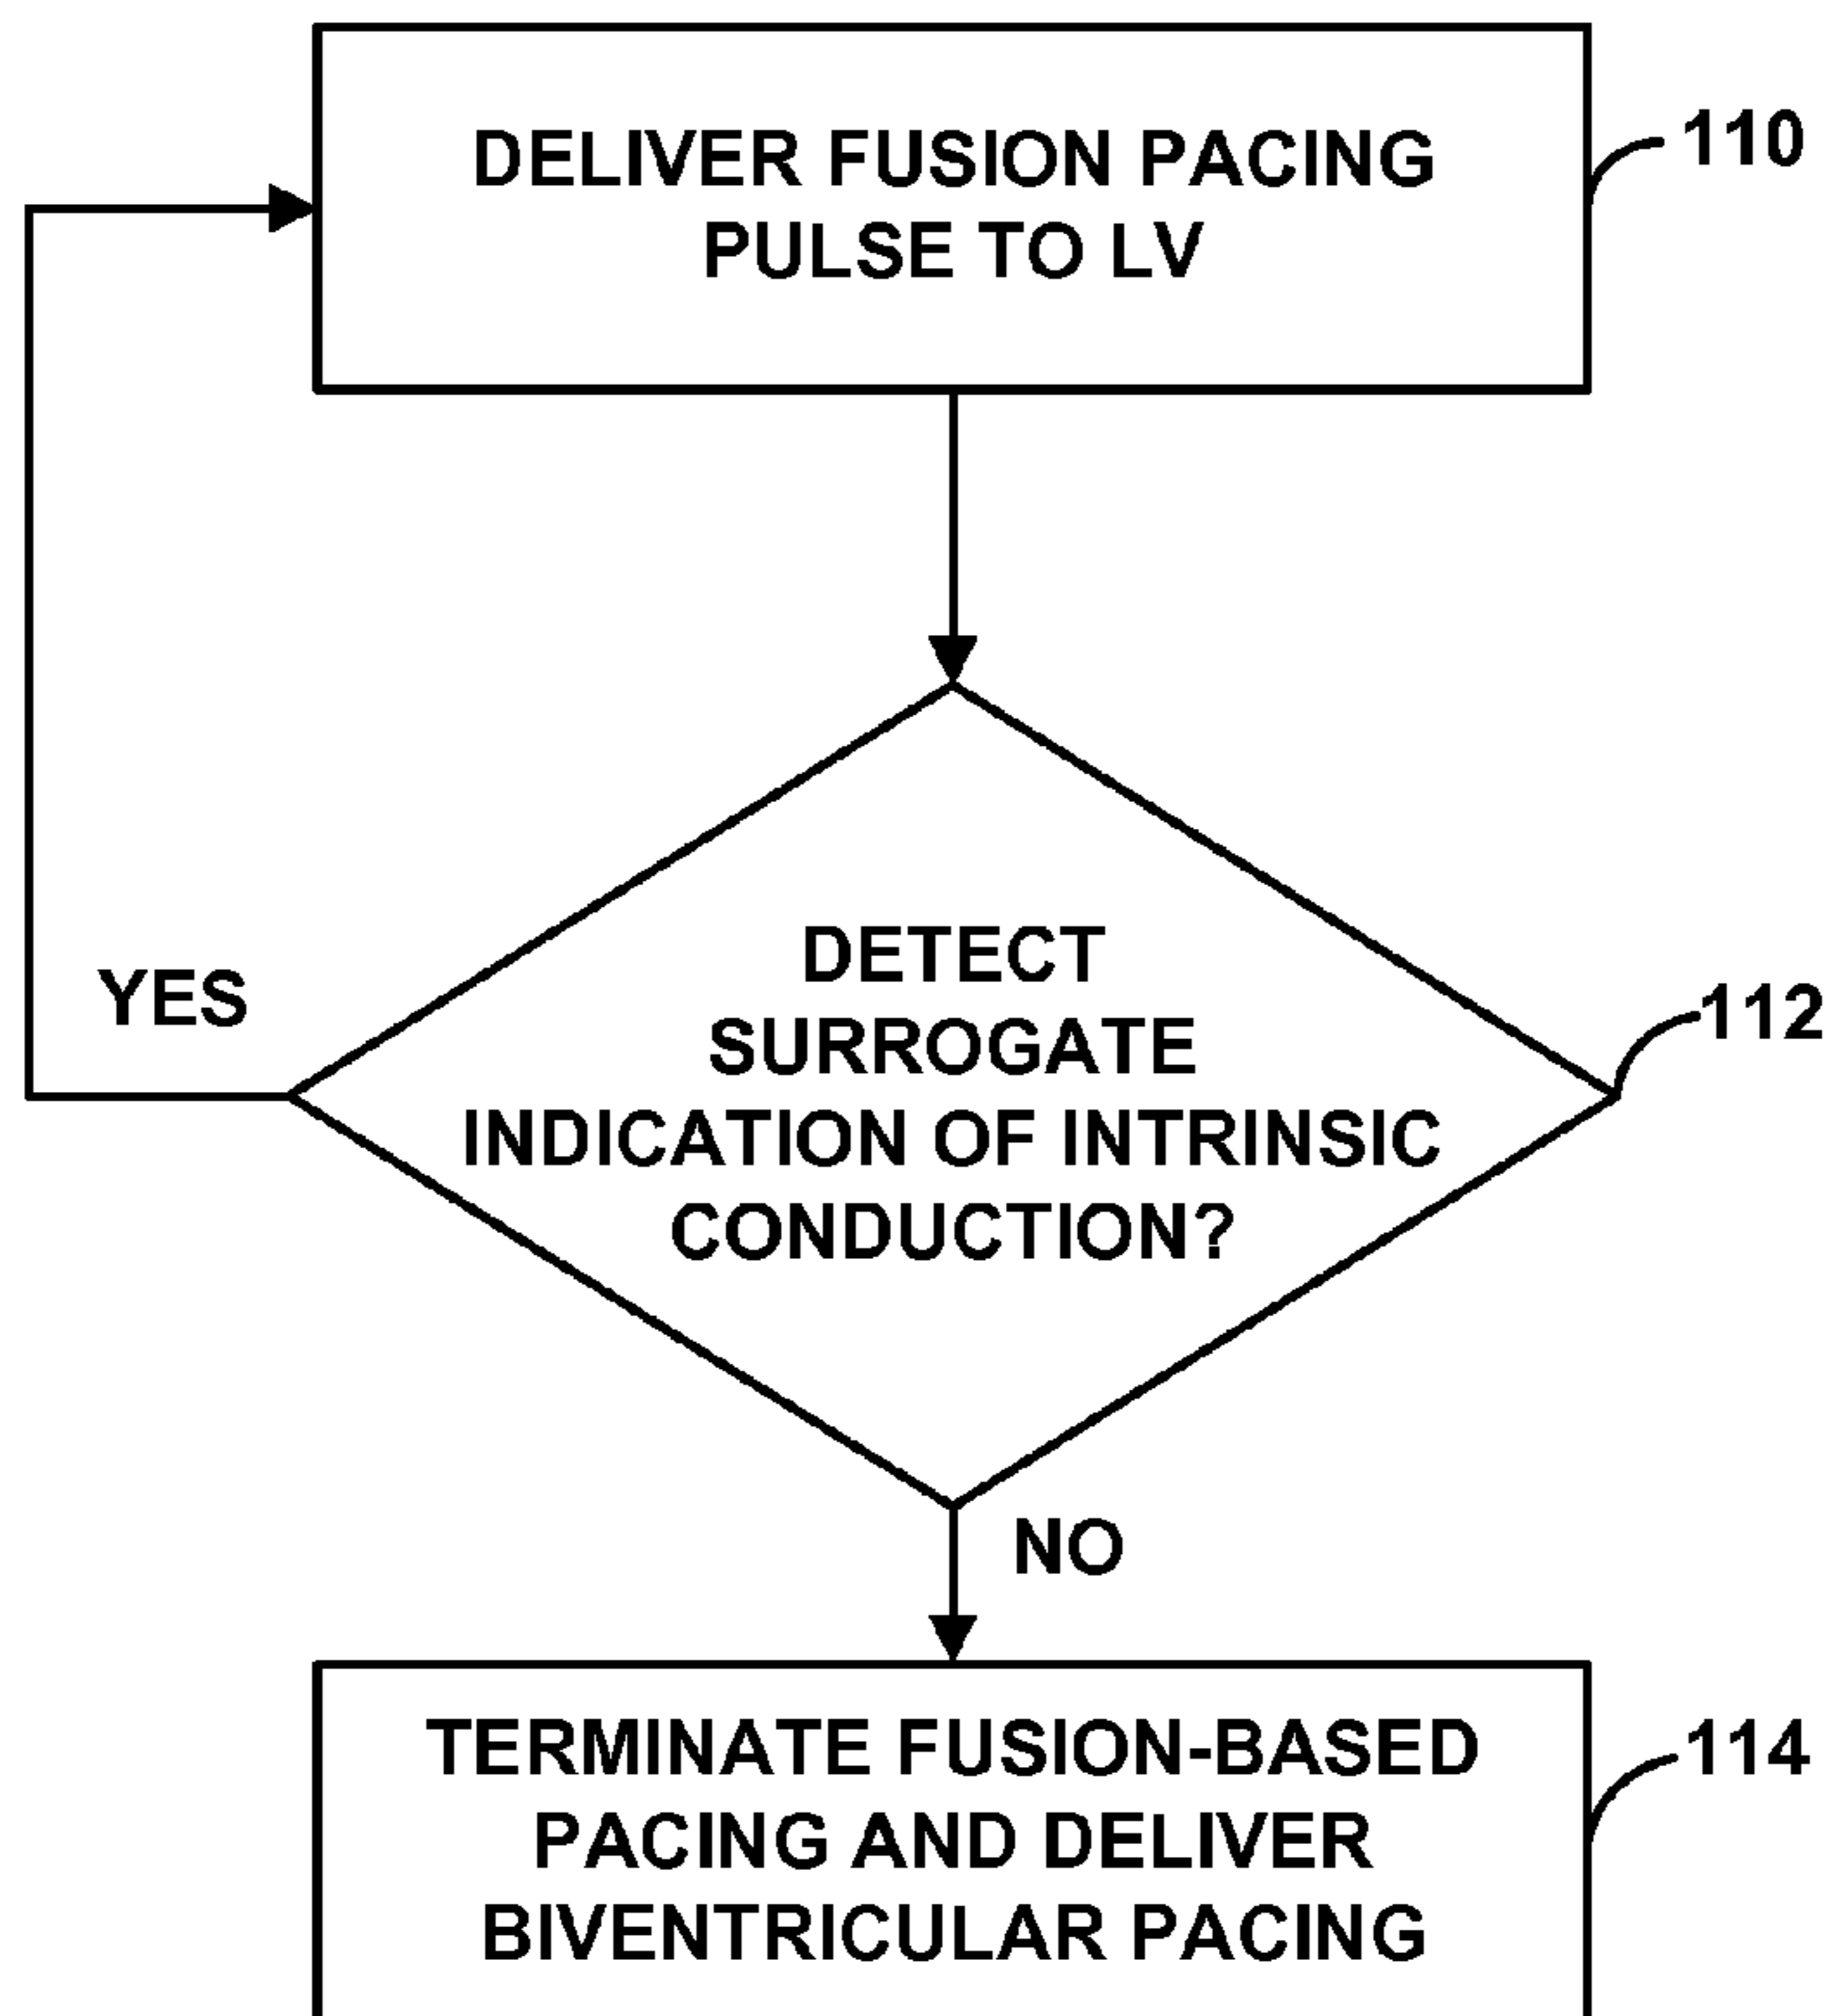 DELIVER FUSION PACING
PULSE TO LV
110
YES
DETECT
SURROGATE
INDICATION OF INTRINSIC
CONDUCTION?
112
NO
TERMINATE FUSION-BASED
PACING AND DELIVER
BIVENTRICULAR PACING
114